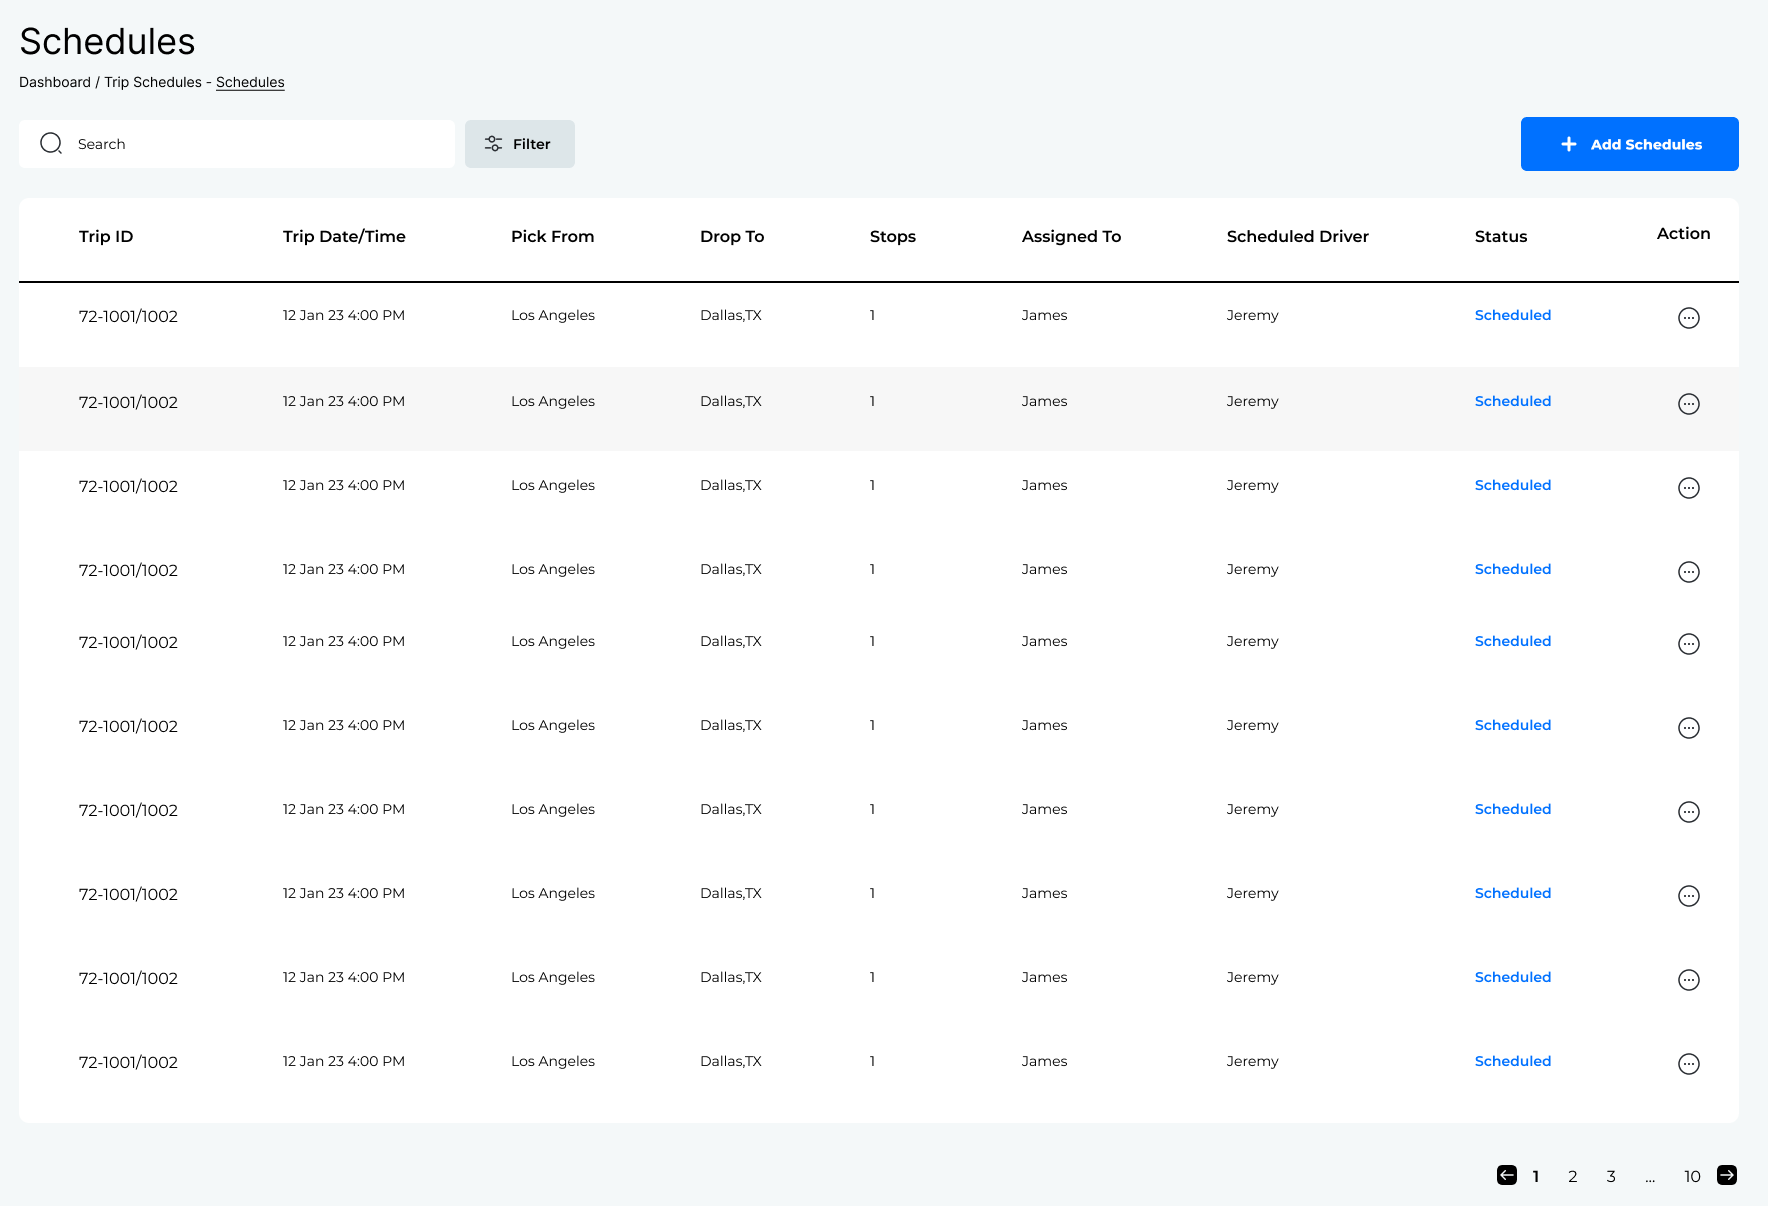 Schedules
Dashboard / Trip Schedules - Schedules
Search
Filter
Add Schedules
Trip ID Trip Date/Time Pick From Drop To Stops Assigned To Scheduled Driver Status Action
72-1001/1002 12 Jan 23 4:00 PM Los Angeles Dallas,TX 1 James Jeremy Scheduled
72-1001/1002 12 Jan 23 4:00 PM Los Angeles Dallas,TX 1 James Jeremy Scheduled
72-1001/1002 12 Jan 23 4:00 PM Los Angeles Dallas,TX 1 James Jeremy Scheduled
72-1001/1002 12 Jan 23 4:00 PM Los Angeles Dallas,TX 1 James Jeremy Scheduled
72-1001/1002 12 Jan 23 4:00 PM Los Angeles Dallas,TX 1 James Jeremy Scheduled
72-1001/1002 12 Jan 23 4:00 PM Los Angeles Dallas,TX 1 James Jeremy Scheduled
72-1001/1002 12 Jan 23 4:00 PM Los Angeles Dallas,TX 1 James Jeremy Scheduled
72-1001/1002 12 Jan 23 4:00 PM Los Angeles Dallas,TX 1 James Jeremy Scheduled
72-1001/1002 12 Jan 23 4:00 PM Los Angeles Dallas,TX 1 James Jeremy Scheduled
72-1001/1002 12 Jan 23 4:00 PM Los Angeles Dallas,TX 1 James Jeremy Scheduled
1 2 3 ... 10